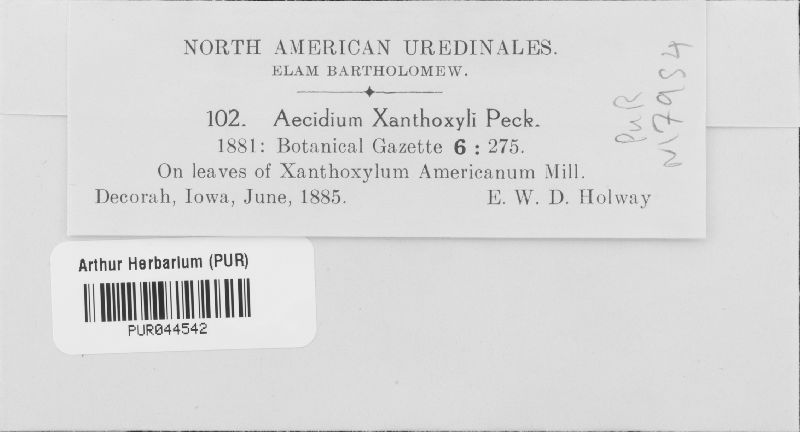 NORTH AMERICAN UREDINALES.
ELAM BARTHOLOMEW.
102. Aecidium Xanthoxyli Peck.
1881: Botanical Gazette 6 : 275.
On leaves of Xanthoxylum Americanum Mill.
Decorah, Iowa, June, 1885. E. W. D. Holway
PUR
N17954
Arthur Herbarium (PUR)
PUR044542